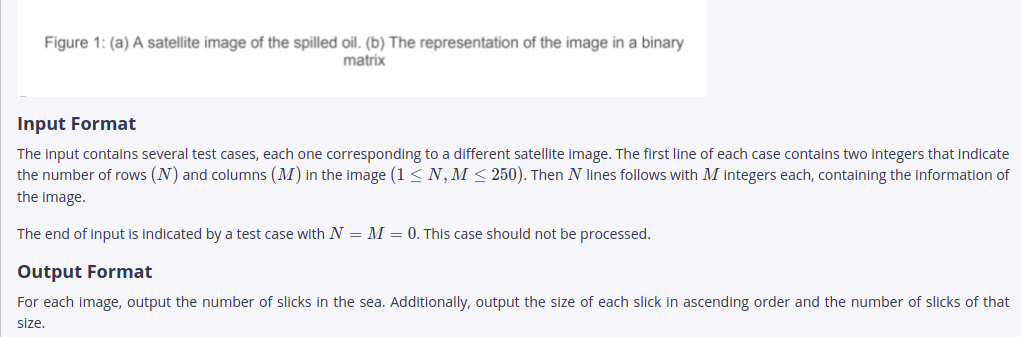 Figure 1: (a) A satellite image of the spilled oil. (b) The representation of the image in a binary
matrix
Input Format
The input contains several test cases, each one corresponding to a different satellite image. The first line of each case contains two integers that indicate
the number of rows (N) and columns (M) in the image (1 ≤ N, M ≤ 250). Then N lines follows with M integers each, containing the information of
the image.
The end of input is indicated by a test case with N = M = 0. This case should not be processed.
Output Format
For each image, output the number of slicks in the sea. Additionally, output the size of each slick in ascending order and the number of slicks of that
size.